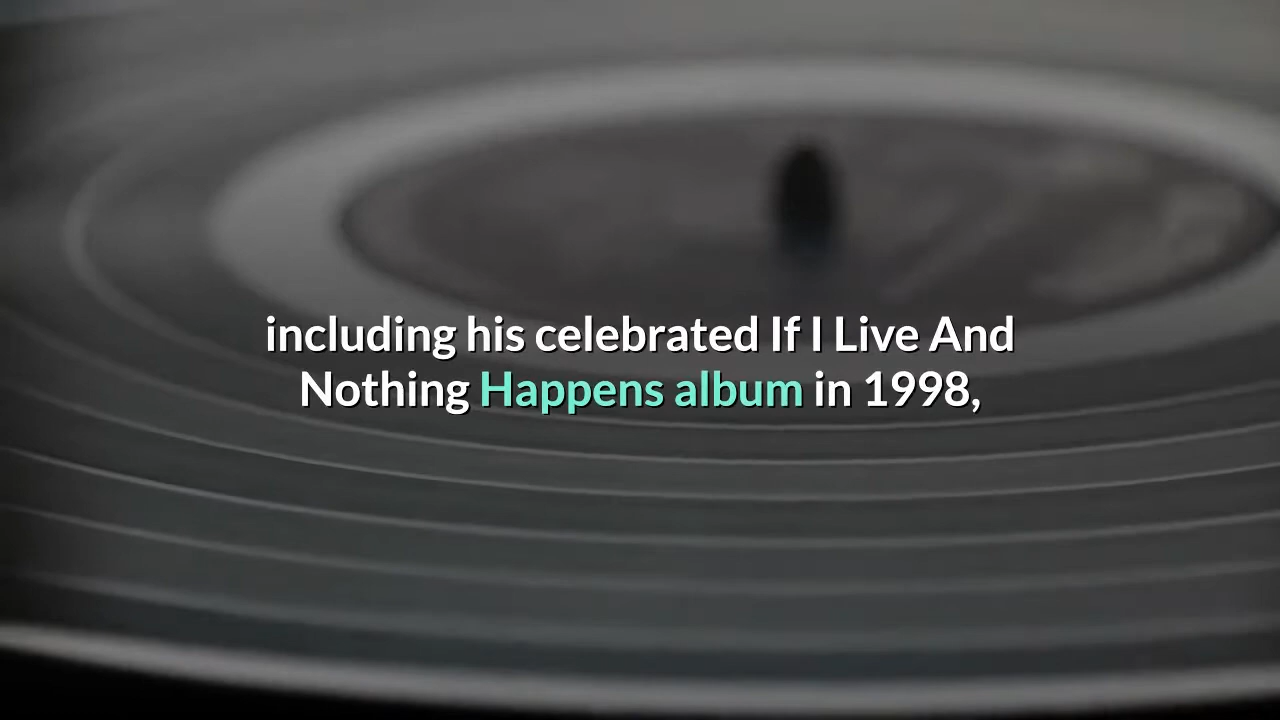 including his celebrated If I Live And
Nothing Happens album in 1998,